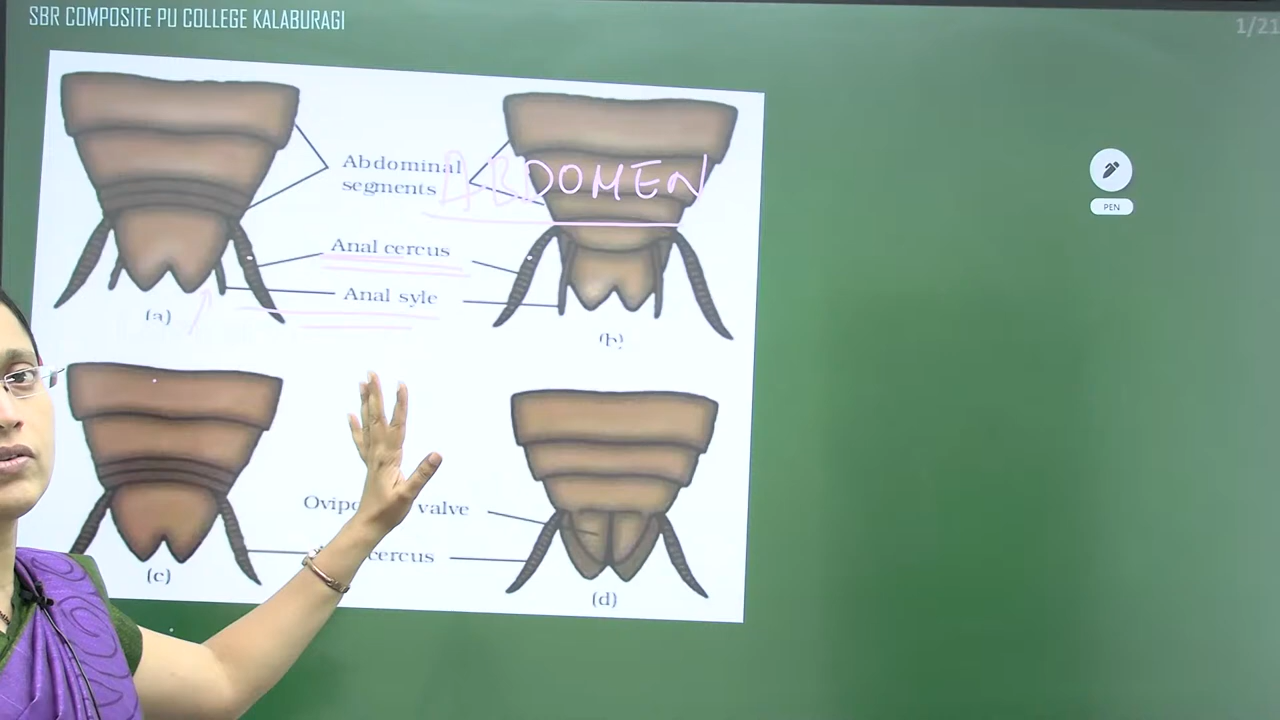 SBR COMPOSITE PU COLLEGE KALABURAGI
1/21
Abdominal
segments
ABDOMEN
PEN
Anal cercus
Anal syle
(a)
(b)
valve
cercus
(c)
(d)